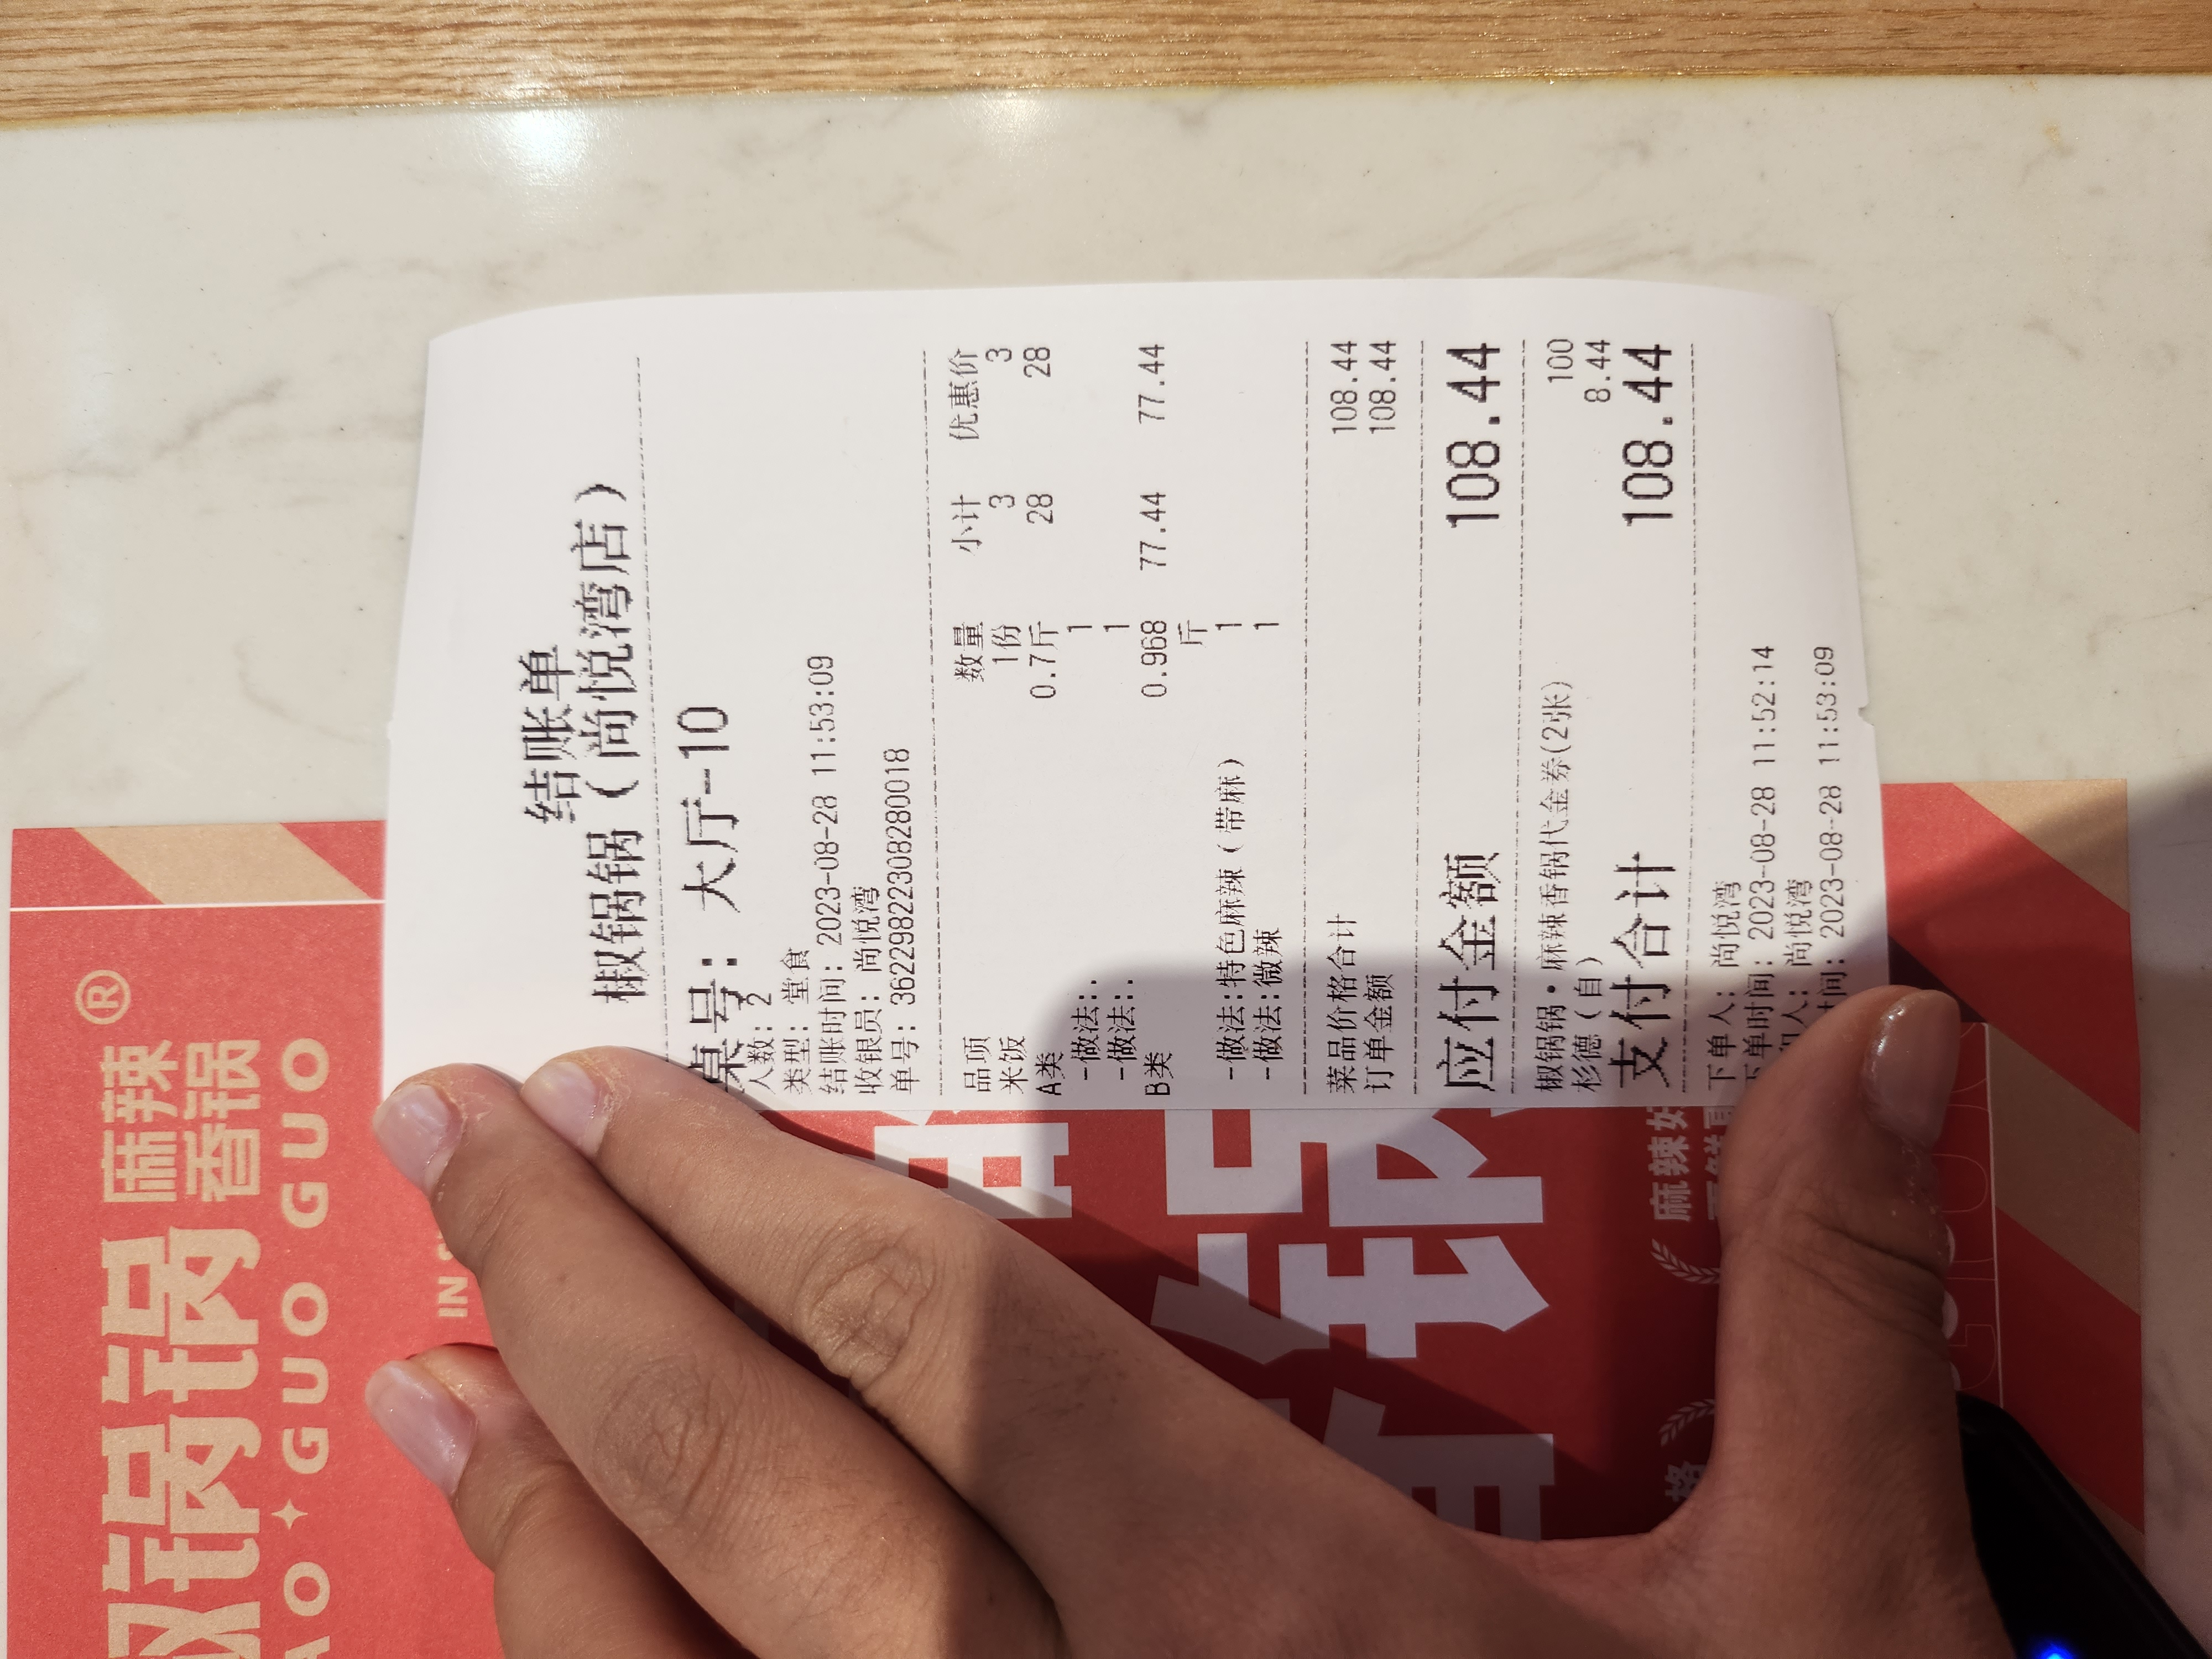 结账单
椒锅锅（尚悦湾店）
桌号：大厅-10
人数：2
类型：堂食
结账时间：2023-08-28 11:53:09
收银员：尚悦湾
单号：3622982230828001８
品项 数量 小计 优惠价
米饭 1份 3 3
A类 0.7斤 28 28
-做法:. 1
-做法:. 1
B类 0.968斤 77.44 77.44
-做法:特色麻辣（带麻） 1
-做法:微辣 1
菜品价格合计 108.44
订单金额 108.44
应付金额 108.44
椒锅锅·麻辣香锅代金券(2张) 100
杉德（自） 8.44
支付合计 108.44
下单人：尚悦湾
下单时间：2023-08-28 11:52:14
人：尚悦湾
时间：2023-08-28 11:53:09
锅锅
麻辣
香锅
®
AO✦GUO GUO
IN
麻辣